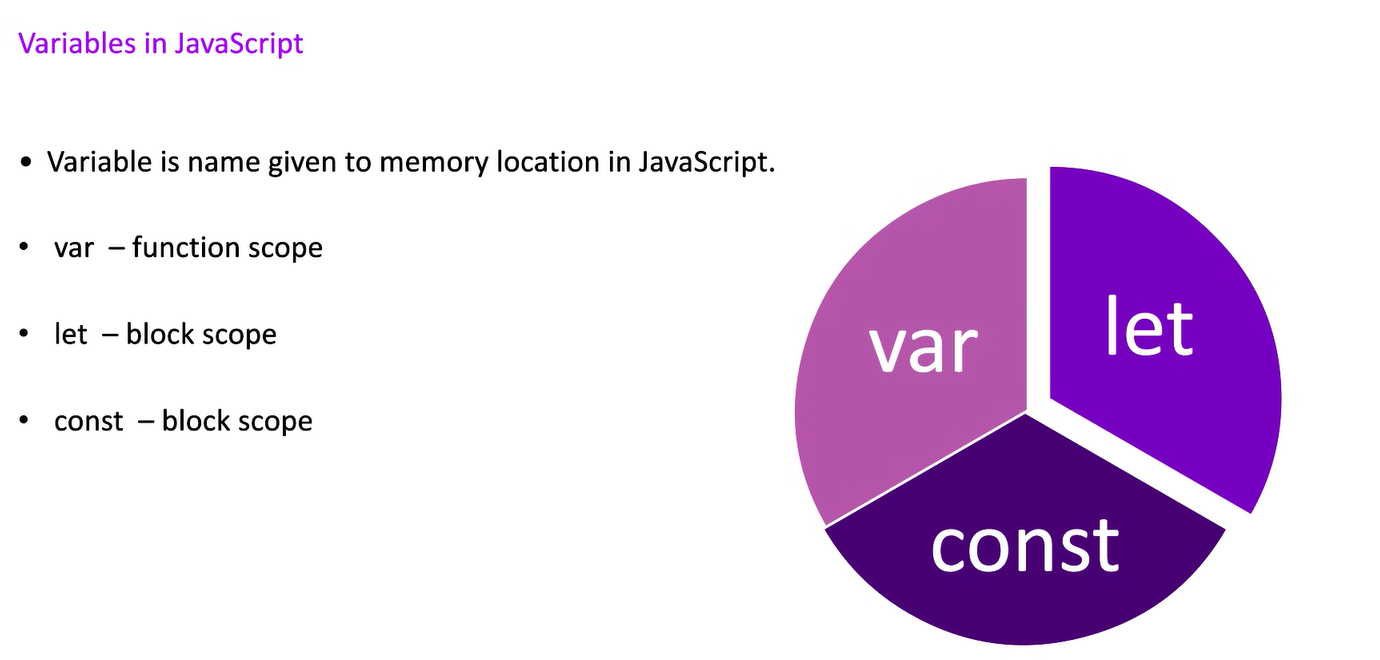 Variables in JavaScript
• Variable is name given to memory location in JavaScript.
• var – function scope
• let – block scope
• const – block scope
var
let
const